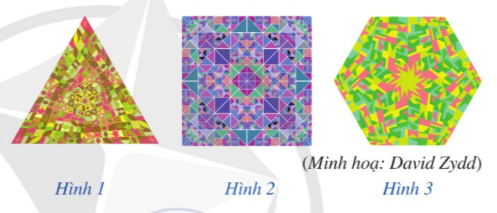 (Minh hoạ: David Zydd)
Hình 1 Hình 2 Hình 3